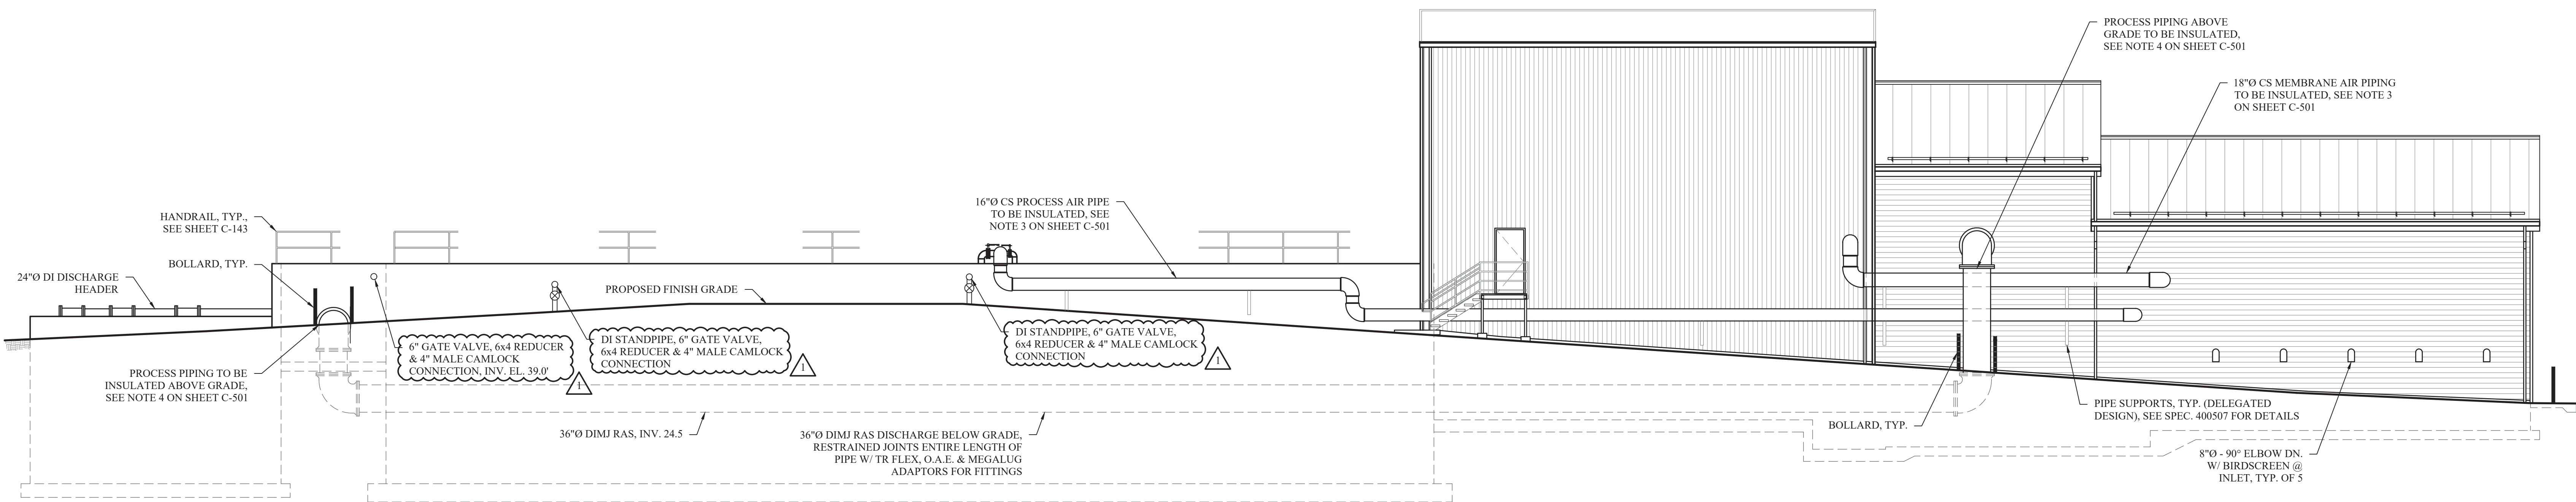 PROCESS PIPING ABOVE
GRADE TO BE INSULATED,
SEE NOTE 4 ON SHEET C-501
18"Ø CS MEMBRANE AIR PIPING
TO BE INSULATED, SEE NOTE 3
ON SHEET C-501
16"Ø CS PROCESS AIR PIPE
TO BE INSULATED, SEE
NOTE 3 ON SHEET C-501
HANDRAIL, TYP.,
SEE SHEET C-143
BOLLARD, TYP.
24"Ø DI DISCHARGE
HEADER
PROPOSED FINISH GRADE
6" GATE VALVE, 6x4 REDUCER
& 4" MALE CAMLOCK
CONNECTION, INV. EL. 39.0'
1
DI STANDPIPE, 6" GATE VALVE,
6x4 REDUCER & 4" MALE CAMLOCK
CONNECTION
1
DI STANDPIPE, 6" GATE VALVE,
6x4 REDUCER & 4" MALE CAMLOCK
CONNECTION
1
PROCESS PIPING TO BE
INSULATED ABOVE GRADE,
SEE NOTE 4 ON SHEET C-501
36"Ø DIMJ RAS, INV. 24.5
36"Ø DIMJ RAS DISCHARGE BELOW GRADE,
RESTRAINED JOINTS ENTIRE LENGTH OF
PIPE W/ TR FLEX, O.A.E. & MEGALUG
ADAPTORS FOR FITTINGS
BOLLARD, TYP.
PIPE SUPPORTS, TYP. (DELEGATED
DESIGN), SEE SPEC. 400507 FOR DETAILS
8"Ø - 90° ELBOW DN.
W/ BIRDSCREEN @
INLET, TYP. OF 5